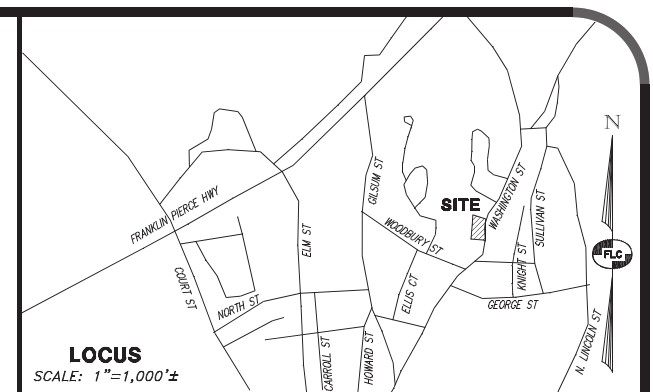 N
GILSUM ST
WASHINGTON ST
FRANKLIN PIERCE HWY
SITE
SULLIVAN ST
ELM ST
WOODBURY ST
FLC
KNIGHT ST
COURT ST
ELLIS CT
NORTH ST
GEORGE ST
N. LINCOLN ST
CARROLL ST
HOWARD ST
LOCUS
SCALE: 1"=1,000'±